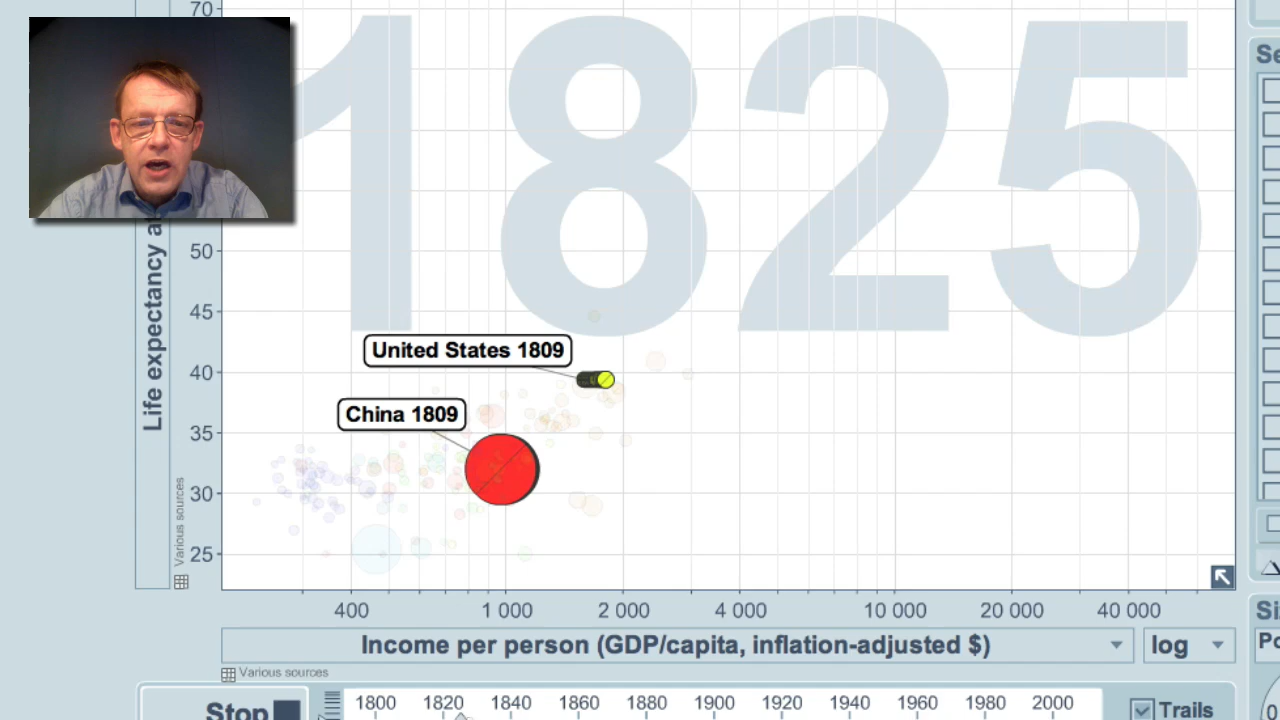 70
1825
Se
50
Life expectancy a
45
United States 1809
40
China 1809
35
30
25
Various sources
400
1 000
2 000
4 000
10 000
20 000
40 000
Income per person (GDP/capita, inflation-adjusted $)
log
Various sources
Si
Po
Stop
1800
1820
1840
1860
1880
1900
1920
1940
1960
1980
2000
Trails
0